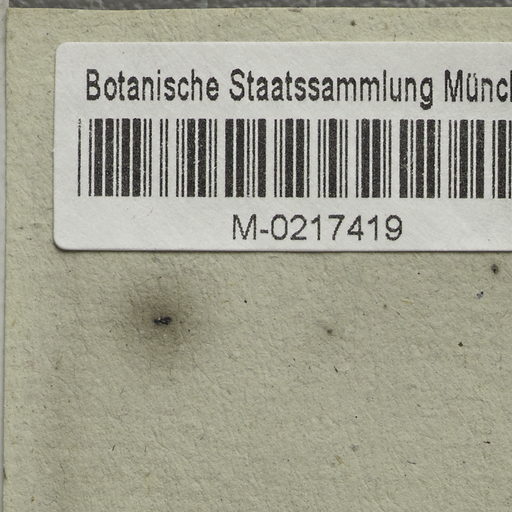 Botanische Staatssammlung Münch
M-0217419